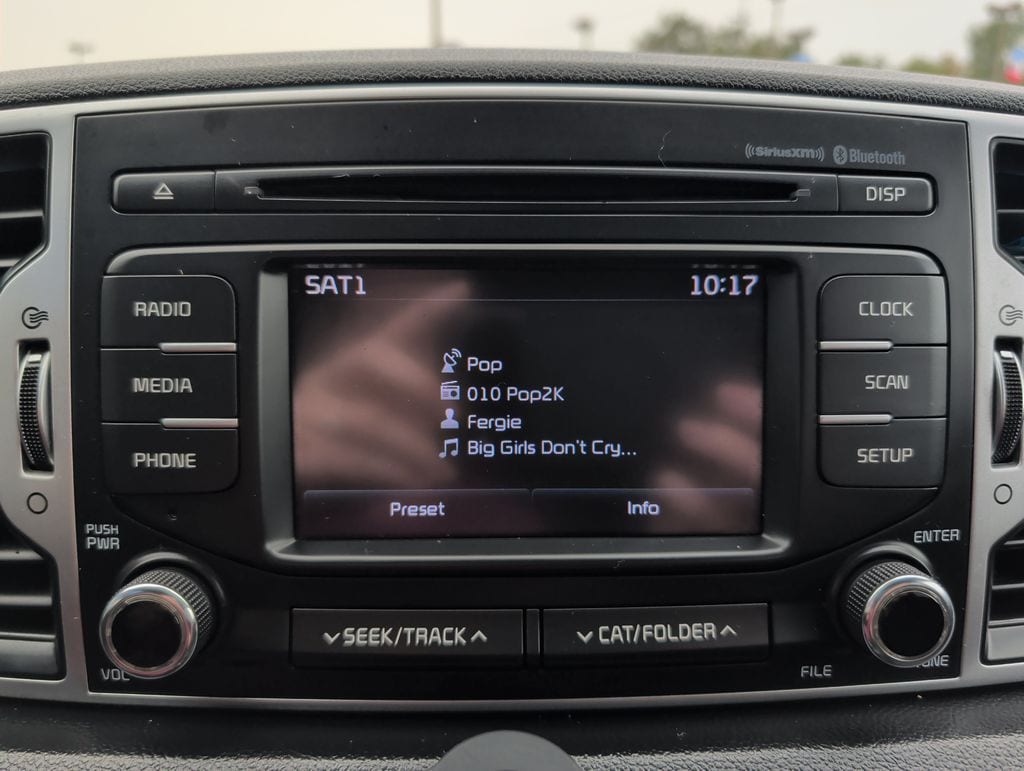 SiriusXM Bluetooth
DISP
SAT1 10:17
RADIO
MEDIA
PHONE
Pop
010 Pop2K
Fergie
Big Girls Don't Cry...
Preset Info
CLOCK
SCAN
SETUP
PUSH
PWR
ENTER
SEEK/TRACK
CAT/FOLDER
VOL
FILE
TUNE